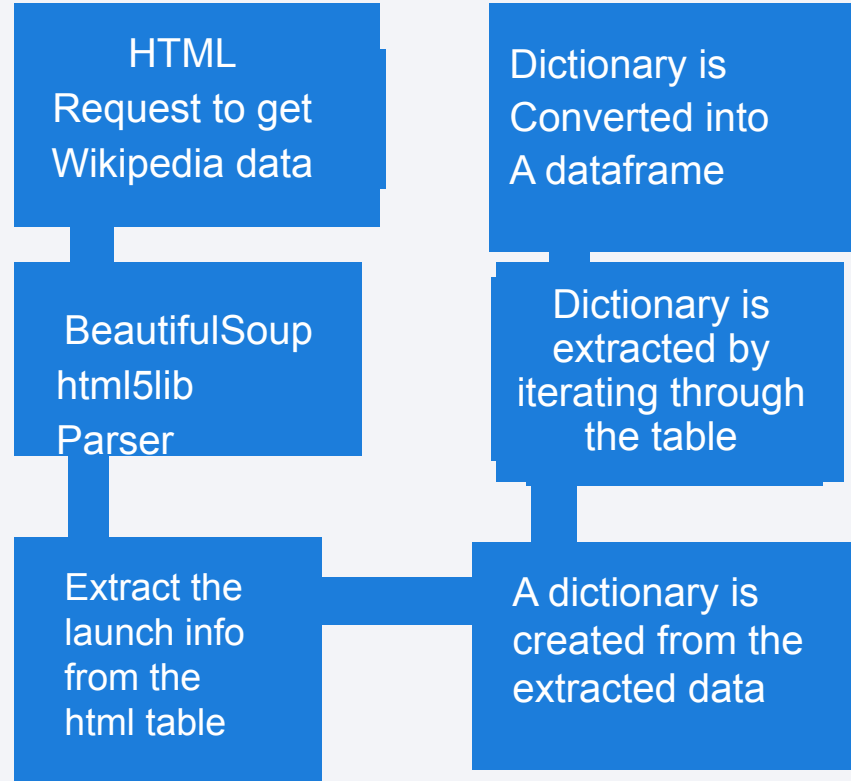 HTML
Request to get
Wikipedia data
BeautifulSoup
html5lib
Parser
Extract the
launch info
from the
html table
A dictionary is
created from the
extracted data
Dictionary is
extracted by
iterating through
the table
Dictionary is
Converted into
A dataframe